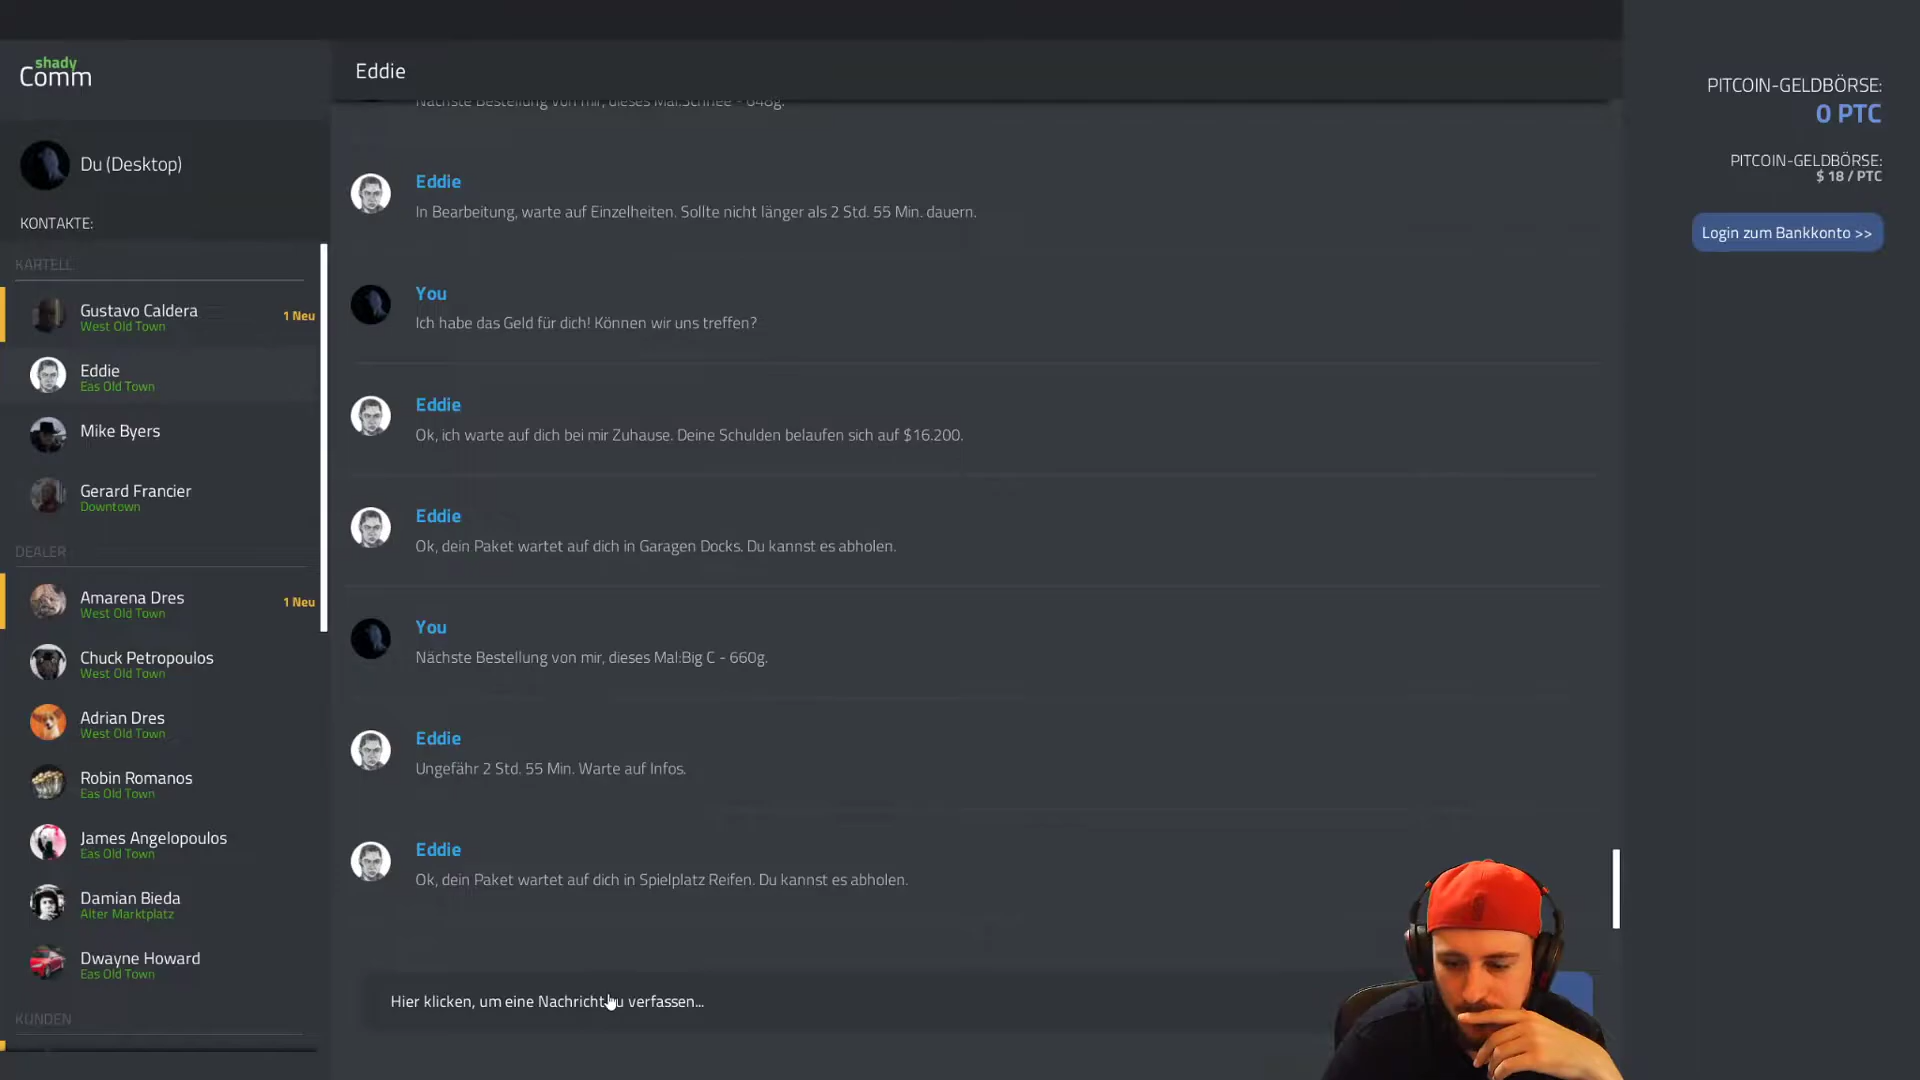 shady
Comm
Du (Desktop)
KONTAKTE:
KARTELL
Gustavo Caldera
West Old Town
1 Neu
Eddie
Eas Old Town
Mike Byers
Gerard Francier
Downtown
DEALER
Amarena Dres
West Old Town
1 Neu
Chuck Petropoulos
West Old Town
Adrian Dres
West Old Town
Robin Romanos
Eas Old Town
James Angelopoulos
Eas Old Town
Damian Bieda
Alter Marktplatz
Dwayne Howard
Eas Old Town
KUNDEN
Eddie
Nächste Bestellung von mir, dieses Mal:Schnee - 648g.
Eddie
In Bearbeitung, warte auf Einzelheiten. Sollte nicht länger als 2 Std. 55 Min. dauern.
You
Ich habe das Geld für dich! Können wir uns treffen?
Eddie
Ok, ich warte auf dich bei mir Zuhause. Deine Schulden belaufen sich auf $16.200.
Eddie
Ok, dein Paket wartet auf dich in Garagen Docks. Du kannst es abholen.
You
Nächste Bestellung von mir, dieses Mal:Big C - 660g.
Eddie
Ungefähr 2 Std. 55 Min. Warte auf Infos.
Eddie
Ok, dein Paket wartet auf dich in Spielplatz Reifen. Du kannst es abholen.
Hier klicken, um eine Nachricht zu verfassen...
PITCOIN-GELDBÖRSE:
0 PTC
PITCOIN-GELDBÖRSE:
$ 18 / PTC
Login zum Bankkonto >>